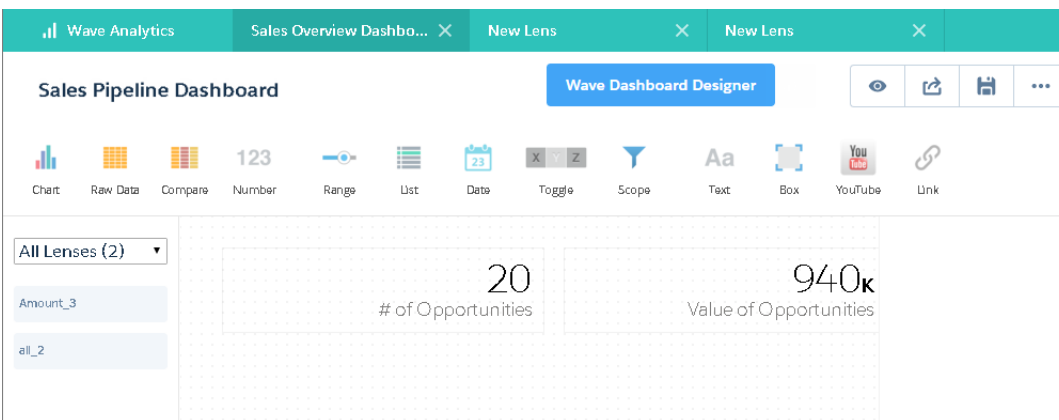 Wave Analytics
Sales Overview Dashbo...
New Lens
New Lens
Sales Pipeline Dashboard
Wave Dashboard Designer
123
23
X Y Z
Aa
You
Tube
Chart
Raw Data
Compare
Number
Range
List
Date
Toggle
Scope
Text
Box
YouTube
Link
All Lenses (2)
Amount_3
all_2
20
# of Opportunities
940K
Value of Opportunities